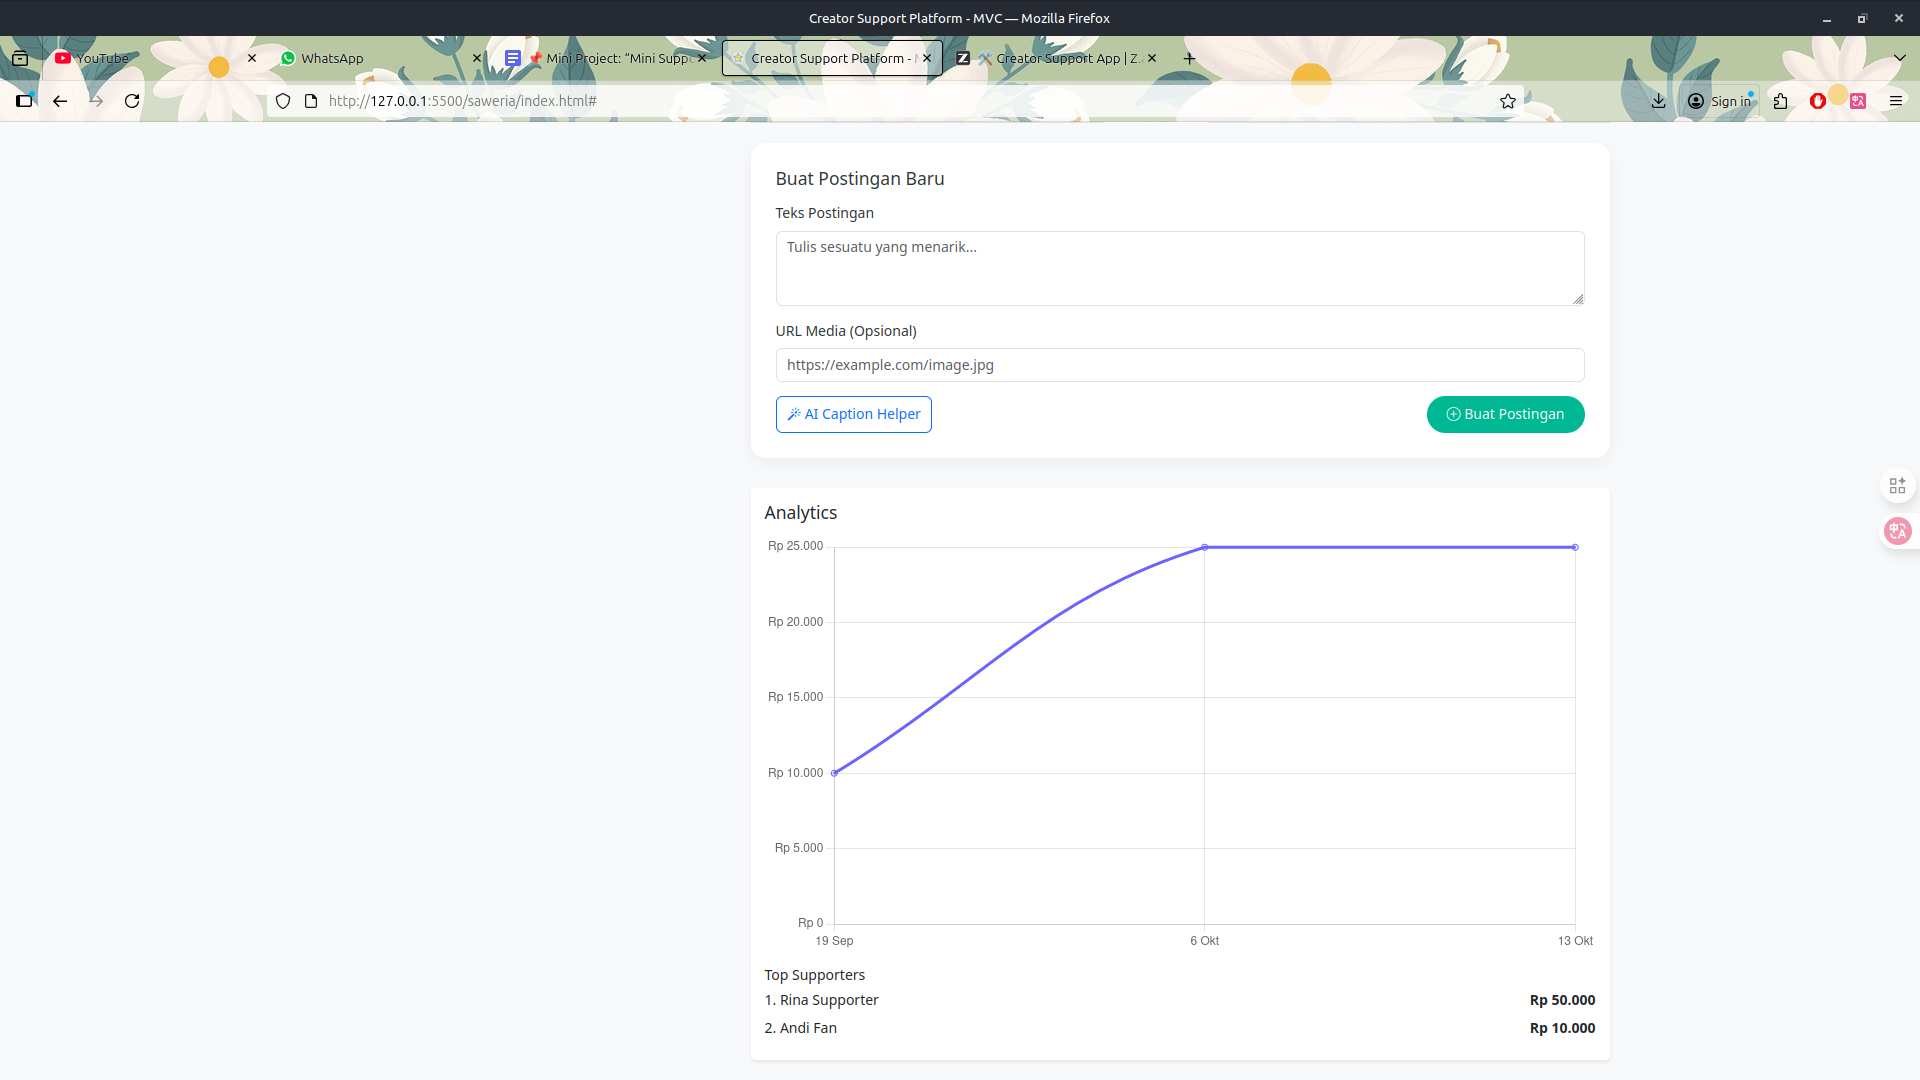 Creator Support Platform - MVC — Mozilla Firefox
YouTube
WhatsApp
Mini Project: “Mini Supp
Creator Support Platform -
Creator Support App | Z.
http://127.0.0.1:5500/saweria/index.html#
Sign in
Buat Postingan Baru
Teks Postingan
Tulis sesuatu yang menarik...
URL Media (Opsional)
https://example.com/image.jpg
AI Caption Helper
Buat Postingan
Analytics
Rp 25.000
Rp 20.000
Rp 15.000
Rp 10.000
Rp 5.000
Rp 0
19 Sep
6 Okt
13 Okt
Top Supporters
1. Rina Supporter
Rp 50.000
2. Andi Fan
Rp 10.000